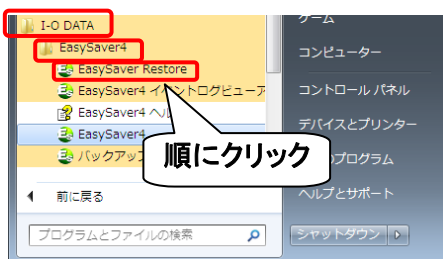 I-O DATA
EasySaver4
EasySaver Restore
EasySaver4 イベントログビューア
EasySaver4 ヘル
EasySaver4
バックアップ
前に戻る
プログラムとファイルの検索
順にクリック
ゲーム
コンピューター
コントロール パネル
デバイスとプリンター
のプログラム
ヘルプとサポート
シャットダウン